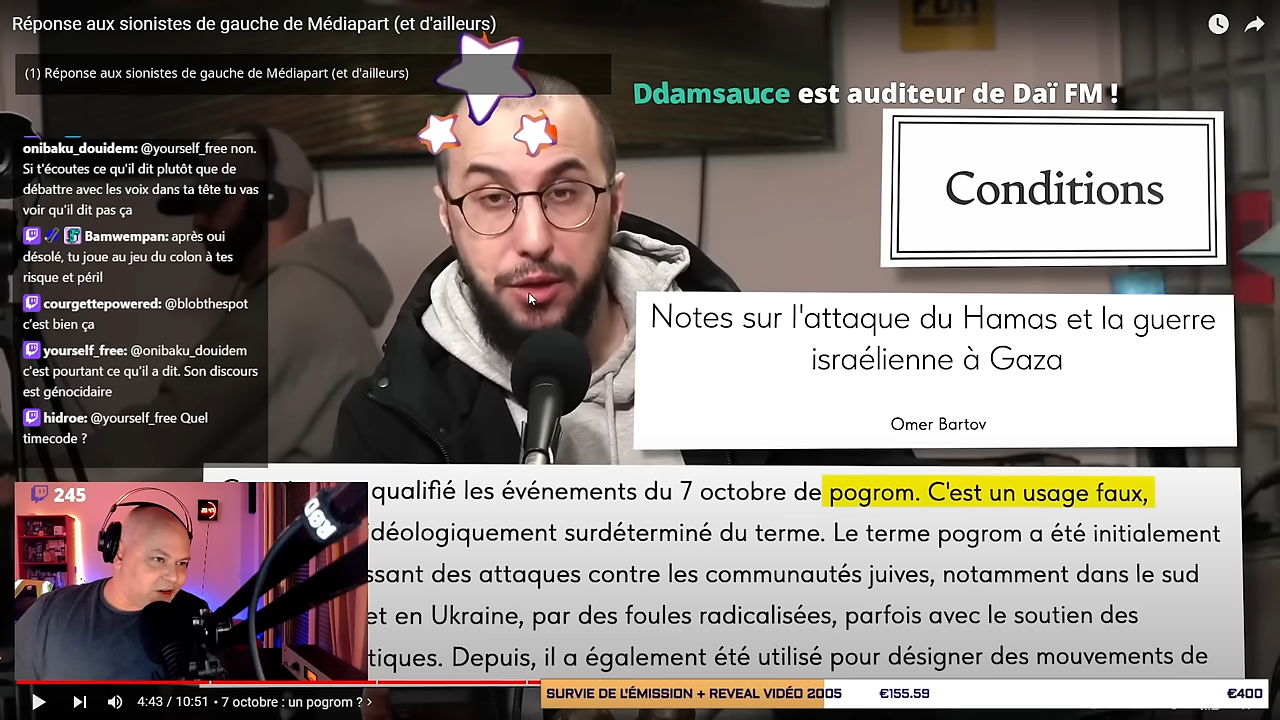 Réponse aux sionistes de gauche de Médiapart (et d'ailleurs)
(1) Réponse aux sionistes de gauche de Médiapart (et d'ailleurs)
Ddamsauce est auditeur de Daï FM !
onibaku_douidem: @yourself_free non.
Si t'écoutes ce qu'il dit plutôt que de
débattre avec les voix dans ta tête tu vas
voir qu'il dit pas ça
Bamwempan: après oui
désolé, tu joue au jeu du colon à tes
risque et péril
courgettepowered: @blobthespot
c'est bien ça
yourself_free: @onibaku_douidem
c'est pourtant ce qu'il a dit. Son discours
est génocidaire
hidroe: @yourself_free Quel
timecode ?
Conditions
Notes sur l'attaque du Hamas et la guerre
israélienne à Gaza
Omer Bartov
qualifié les événements du 7 octobre de pogrom. C'est un usage faux,
idéologiquement surdéterminé du terme. Le terme pogrom a été initialement
ssant des attaques contre les communautés juives, notamment dans le sud
et en Ukraine, par des foules radicalisées, parfois avec le soutien des
tiques. Depuis, il a également été utilisé pour désigner des mouvements de
245
4:43 / 10:51 • 7 octobre : un pogrom ? ›
SURVIE DE L'ÉMISSION + REVEAL VIDÉO 2005 €155.59 €400